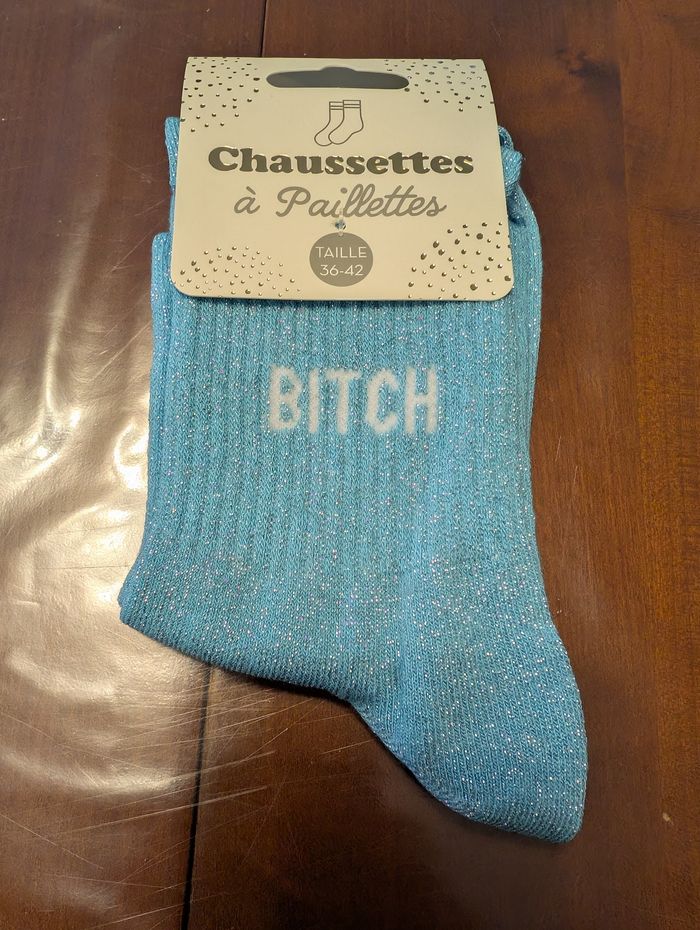 Chaussettes
à Paillettes
TAILLE
36-42
BITCH